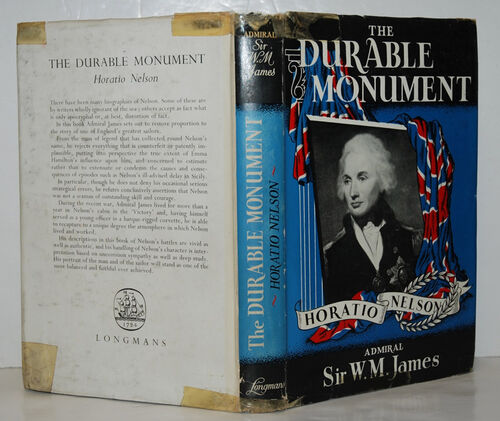 THE DURABLE MONUMENT
Horatio Nelson
There have been many biographies of Nelson. Some of these are
by writers wholly ignorant of the sea; others accept as fact what
is only apocryphal or, at best, distortion of fact.
In this book Admiral James sets out to restore proportion to
the story of one of England's greatest sailors.
From the mass of legend that has collected round Nelson's
name, he rejects everything that is counterfeit or patently im-
plausible, putting into perspective the true extent of Emma
Hamilton's influence upon him, and concerned to estimate
rather than to extenuate or condemn the causes and conse-
quences of episodes such as Nelson's ill-advised delay in Sicily.
In particular, though he does not deny his occasional serious
strategical errors, he refutes conclusively assertions that Nelson
was not a seaman of outstanding skill and courage.
During the recent war, Admiral James lived for more than a
year in Nelson's cabin in the 'Victory' and, having himself
served as a young officer in a barque-rigged corvette, he is able
to recapture to a unique degree the atmosphere in which Nelson
lived and worked.
His descriptions in this book of Nelson's battles are vivid as
well as authentic, and his handling of Nelson's character is inter-
pretation based on uncommon sympathy as well as deep study.
His portrait of the man and of the sailor will stand as one of the
most balanced and faithful ever achieved.
1724
LONGMANS
ADMIRAL
Sir
W.M.
James
The DURABLE MONUMENT
HORATIO NELSON
Longmans
THE
DURABLE
MONUMENT
HORATIO NELSON
ADMIRAL
Sir W.M. James